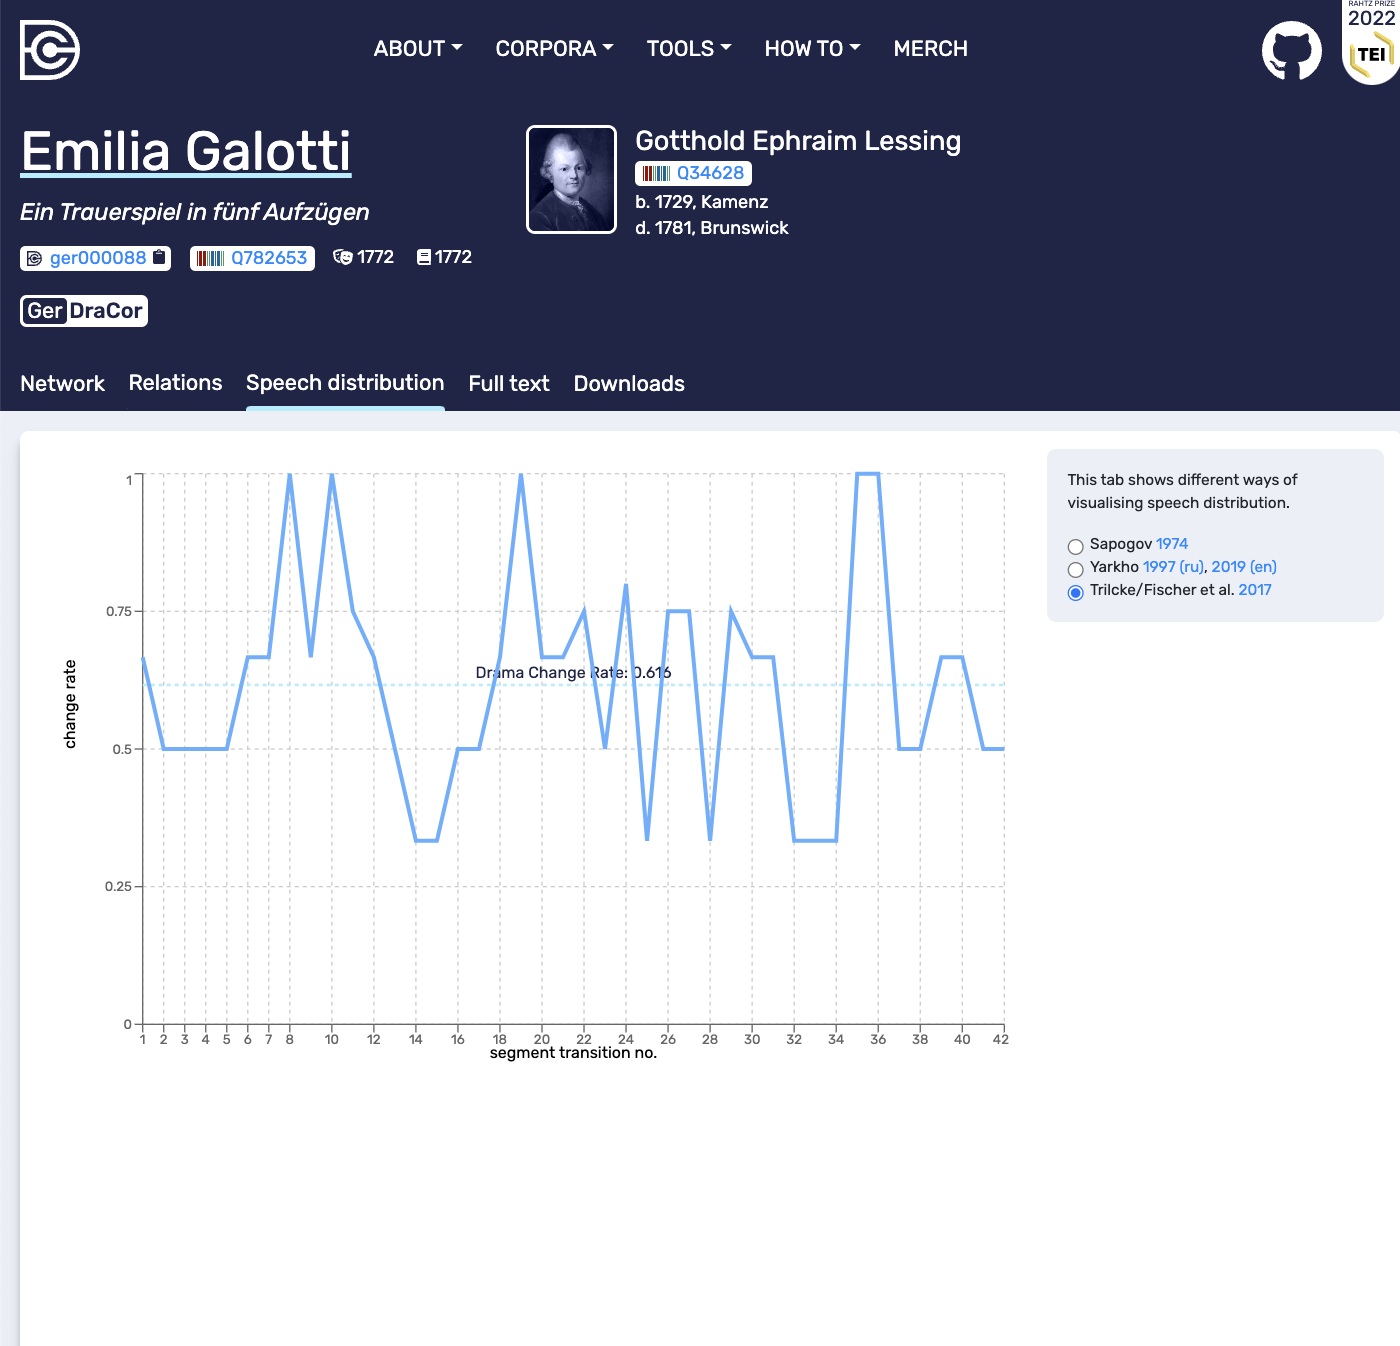 ABOUT CORPORA TOOLS HOW TO MERCH
RAHTZ PRIZE
2022
TEI
Emilia Galotti
Ein Trauerspiel in fünf Aufzügen
ger000088 Q782653 1772 1772
GerDraCor
Gotthold Ephraim Lessing
Q34628
b. 1729, Kamenz
d. 1781, Brunswick
Network Relations Speech distribution Full text Downloads
1
0.75
0.5
0.25
0
change rate
Drama Change Rate: 0.616
1 2 3 4 5 6 7 8 10 12 14 16 18 20 22 24 26 28 30 32 34 36 38 40 42
segment transition no.
This tab shows different ways of
visualising speech distribution.
Sapogov 1974
Yarkho 1997 (ru), 2019 (en)
Trilcke/Fischer et al. 2017